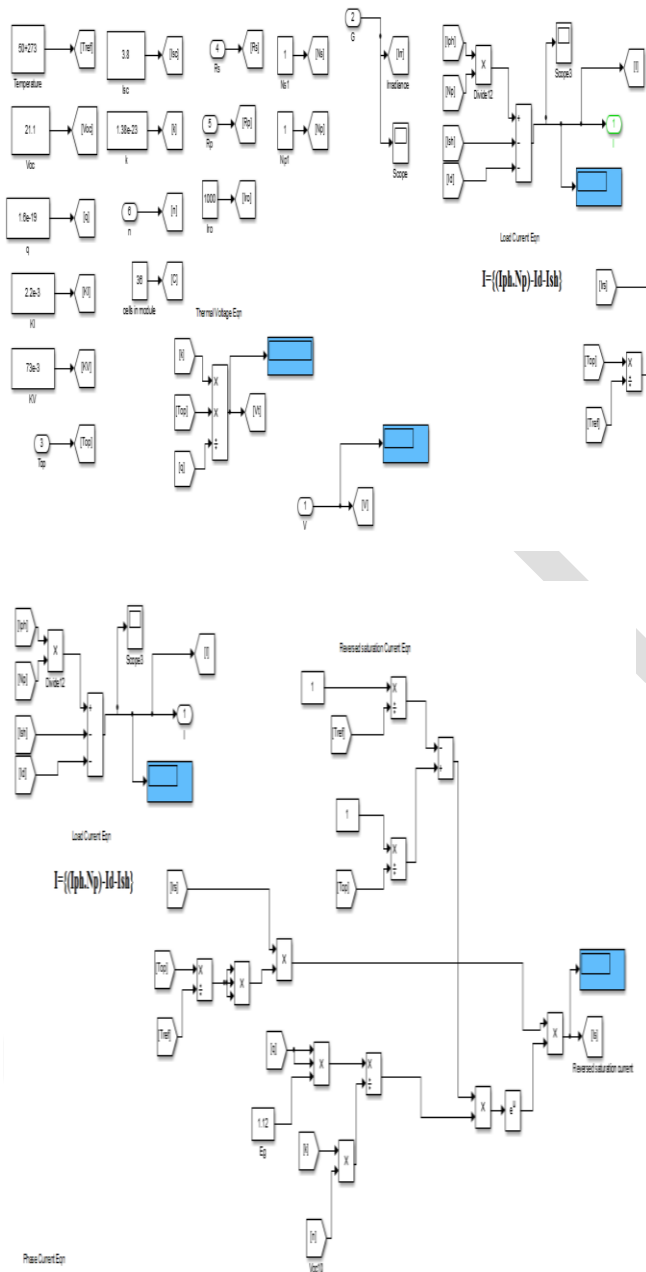 50+273
[Tref]
Temperature
3.8
[Isc]
Isc
4
[Rs]
Rs
1
[Ns]
Ns1
2
G
[Irr]
Irradiance
[Iph]
×
[Np]
Divide12
Scope3
[I]
21.1
[Voc]
Voc
1.38e-23
[k]
k
5
[Rp]
Rp
1
[Np]
Np1
Scope
[Ish]
[Id]
+
−
−
1
I
1.6e-19
[q]
q
6
[n]
n
1000
[Iro]
Iro
Load Current Eqn
I={(Iph.Np)-Id-Ish}
2.2e-3
[KI]
KI
36
[C]
cells in module
Thermal Voltage Eqn
[Irs]
73e-3
[KV]
KV
[k]
[Top]
[q]
×
×
÷
[Vt]
[Top]
[Tref]
×
÷
3
[Top]
Top
1
V
[V]
[Iph]
[Np]
×
Divide12
Scope3
[I]
[Ish]
[Id]
+
−
−
1
I
Load Current Eqn
I={(Iph.Np)-Id-Ish}
Reversed saturation Current Eqn
1
[Tref]
×
÷
−
+
1
[Top]
×
÷
[Irs]
×
[Top]
[Tref]
×
÷
×
[q]
×
×
÷
1.12
Eg
[k]
×
[n]
×
eu
×
[Is]
Reversed saturation current
Phase Current Eqn